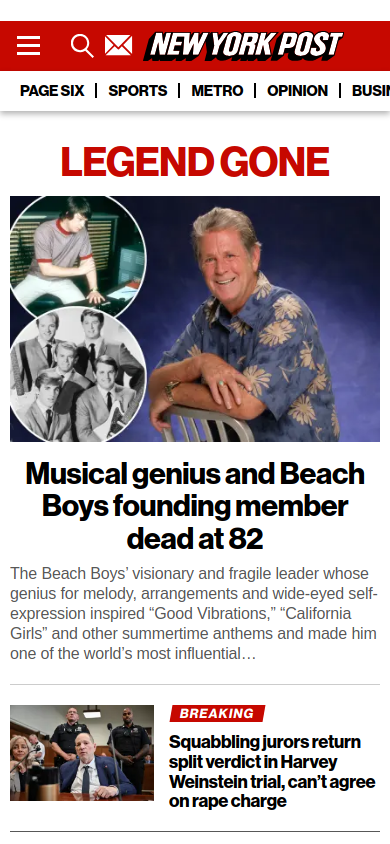 NEW YORK POST
PAGE SIX | SPORTS | METRO | OPINION | BUSI
LEGEND GONE
Musical genius and Beach
Boys founding member
dead at 82
The Beach Boys’ visionary and fragile leader whose
genius for melody, arrangements and wide-eyed self-
expression inspired “Good Vibrations,” “California
Girls” and other summertime anthems and made him
one of the world’s most influential…
BREAKING
Squabbling jurors return
split verdict in Harvey
Weinstein trial, can’t agree
on rape charge